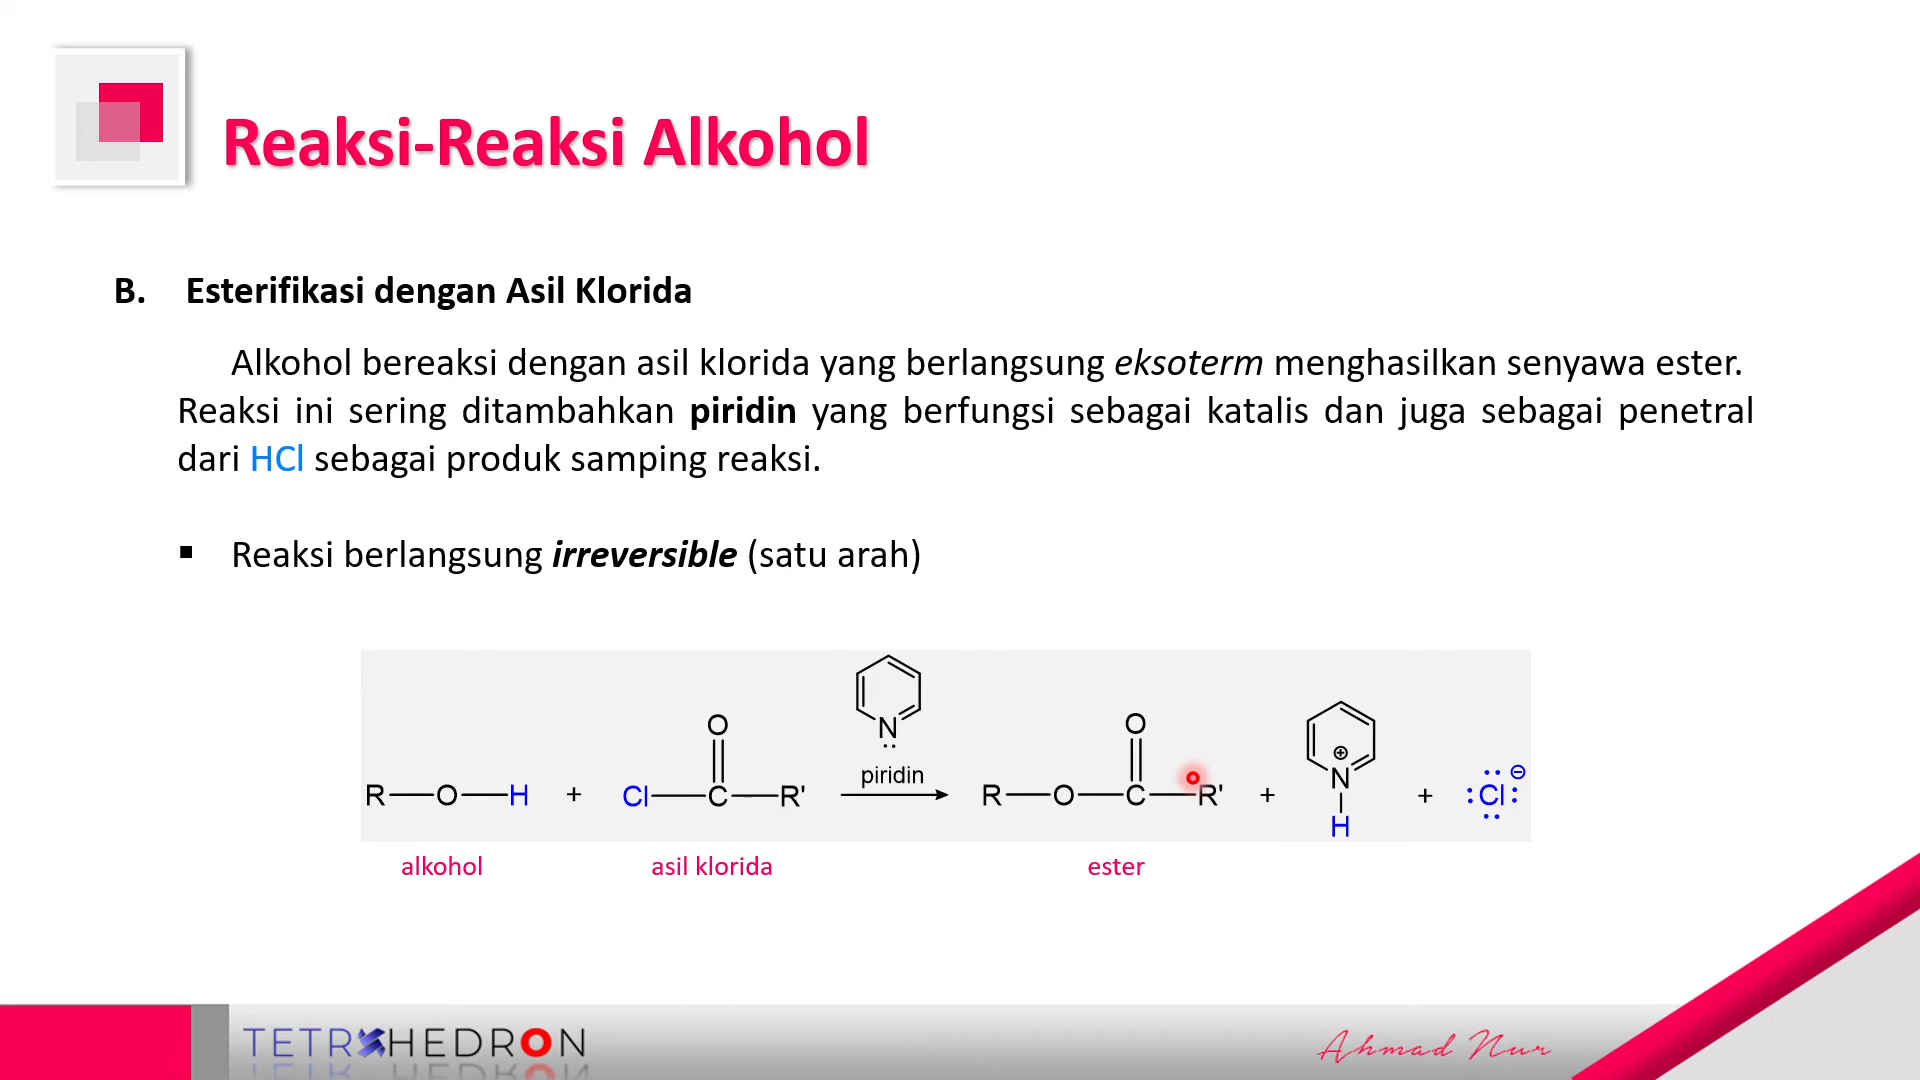 Reaksi-Reaksi Alkohol
B. Esterifikasi dengan Asil Klorida
Alkohol bereaksi dengan asil klorida yang berlangsung eksoterm menghasilkan senyawa ester.
Reaksi ini sering ditambahkan piridin yang berfungsi sebagai katalis dan juga sebagai penetral
dari HCl sebagai produk samping reaksi.
▪ Reaksi berlangsung irreversible (satu arah)
O N: O
R—O—H + Cl—C—R' piridin R—O—C—R' + N⊕—H + :Cl:⊖
alkohol asil klorida ester
TETRAHEDRON Ahmad Nur